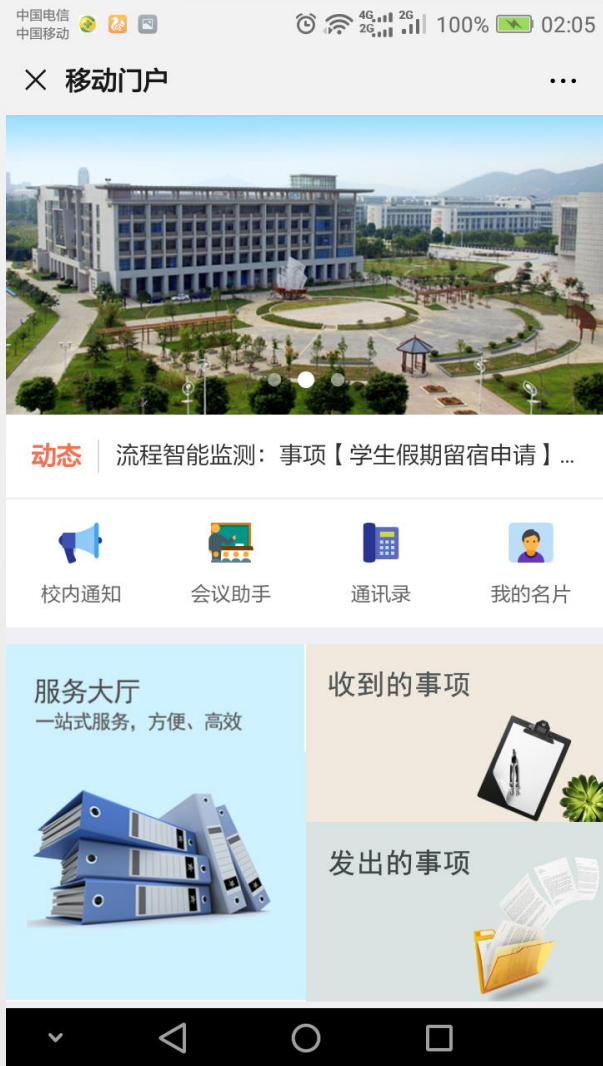 中国电信
中国移动
4G 2G
2G
100% 02:05
移动门户
动态 流程智能监测：事项【学生假期留宿申请】...
校内通知 会议助手 通讯录 我的名片
服务大厅
一站式服务，方便、高效
收到的事项
发出的事项